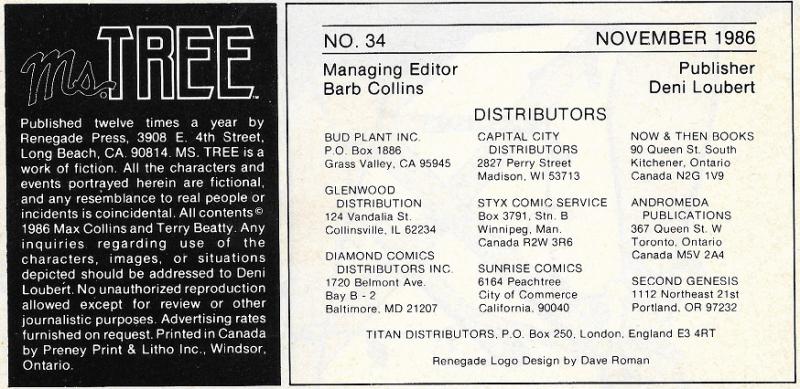 Ms. TREE™
Published twelve times a year by
Renegade Press, 3908 E. 4th Street,
Long Beach, CA. 90814. MS. TREE is a
work of fiction. All the characters and
events portrayed herein are fictional,
and any resemblance to real people or
incidents is coincidental. All contents©
1986 Max Collins and Terry Beatty. Any
inquiries regarding use of the
characters, images, or situations
depicted should be addressed to Deni
Loubert. No unauthorized reproduction
allowed except for review or other
journalistic purposes. Advertising rates
furnished on request. Printed in Canada
by Preney Print & Litho Inc., Windsor,
Ontario.
NO. 34
NOVEMBER 1986
Managing Editor
Barb Collins
Publisher
Deni Loubert
DISTRIBUTORS
BUD PLANT INC.
P.O. Box 1886
Grass Valley, CA 95945
GLENWOOD
DISTRIBUTION
124 Vandalia St.
Collinsville, IL 62234
DIAMOND COMICS
DISTRIBUTORS INC.
1720 Belmont Ave.
Bay B - 2
Baltimore, MD 21207
CAPITAL CITY
DISTRIBUTORS
2827 Perry Street
Madison, WI 53713
STYX COMIC SERVICE
Box 3791, Stn. B
Winnipeg, Man.
Canada R2W 3R6
SUNRISE COMICS
6164 Peachtree
City of Commerce
California, 90040
NOW & THEN BOOKS
90 Queen St. South
Kitchener, Ontario
Canada N2G 1V9
ANDROMEDA
PUBLICATIONS
367 Queen St. W
Toronto, Ontario
Canada M5V 2A4
SECOND GENESIS
1112 Northeast 21st
Portland, OR 97232
TITAN DISTRIBUTORS, P.O. Box 250, London, England E3 4RT
Renegade Logo Design by Dave Roman